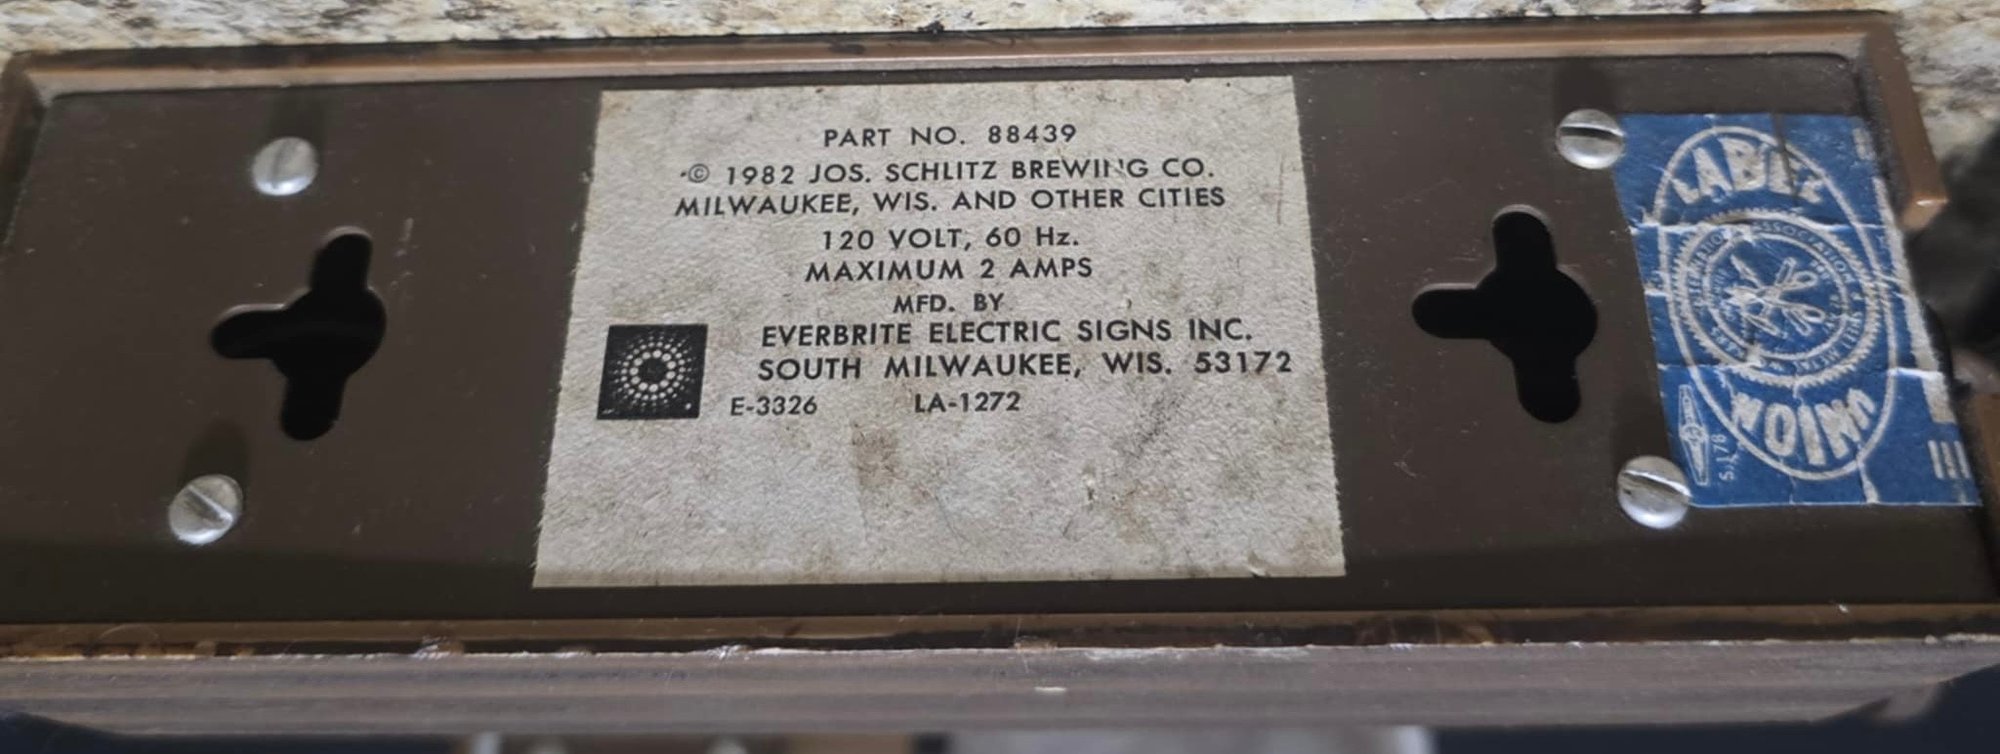 PART NO. 88439
© 1982 JOS. SCHLITZ BREWING CO.
MILWAUKEE, WIS. AND OTHER CITIES
120 VOLT, 60 Hz.
MAXIMUM 2 AMPS
MFD. BY
EVERBRITE ELECTRIC SIGNS INC.
SOUTH MILWAUKEE, WIS. 53172
E-3326 LA-1272
UNION
LABEL